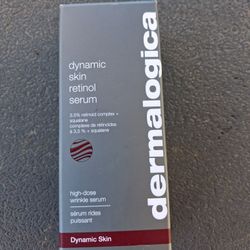 dynamic
skin
retinol
serum
3.5% retinoid complex +
squalane
complexe de rétinoïdes
à 3,5 % + squalane
high-dose
wrinkle serum
sérum rides
puissant
Dynamic Skin
dermalogica